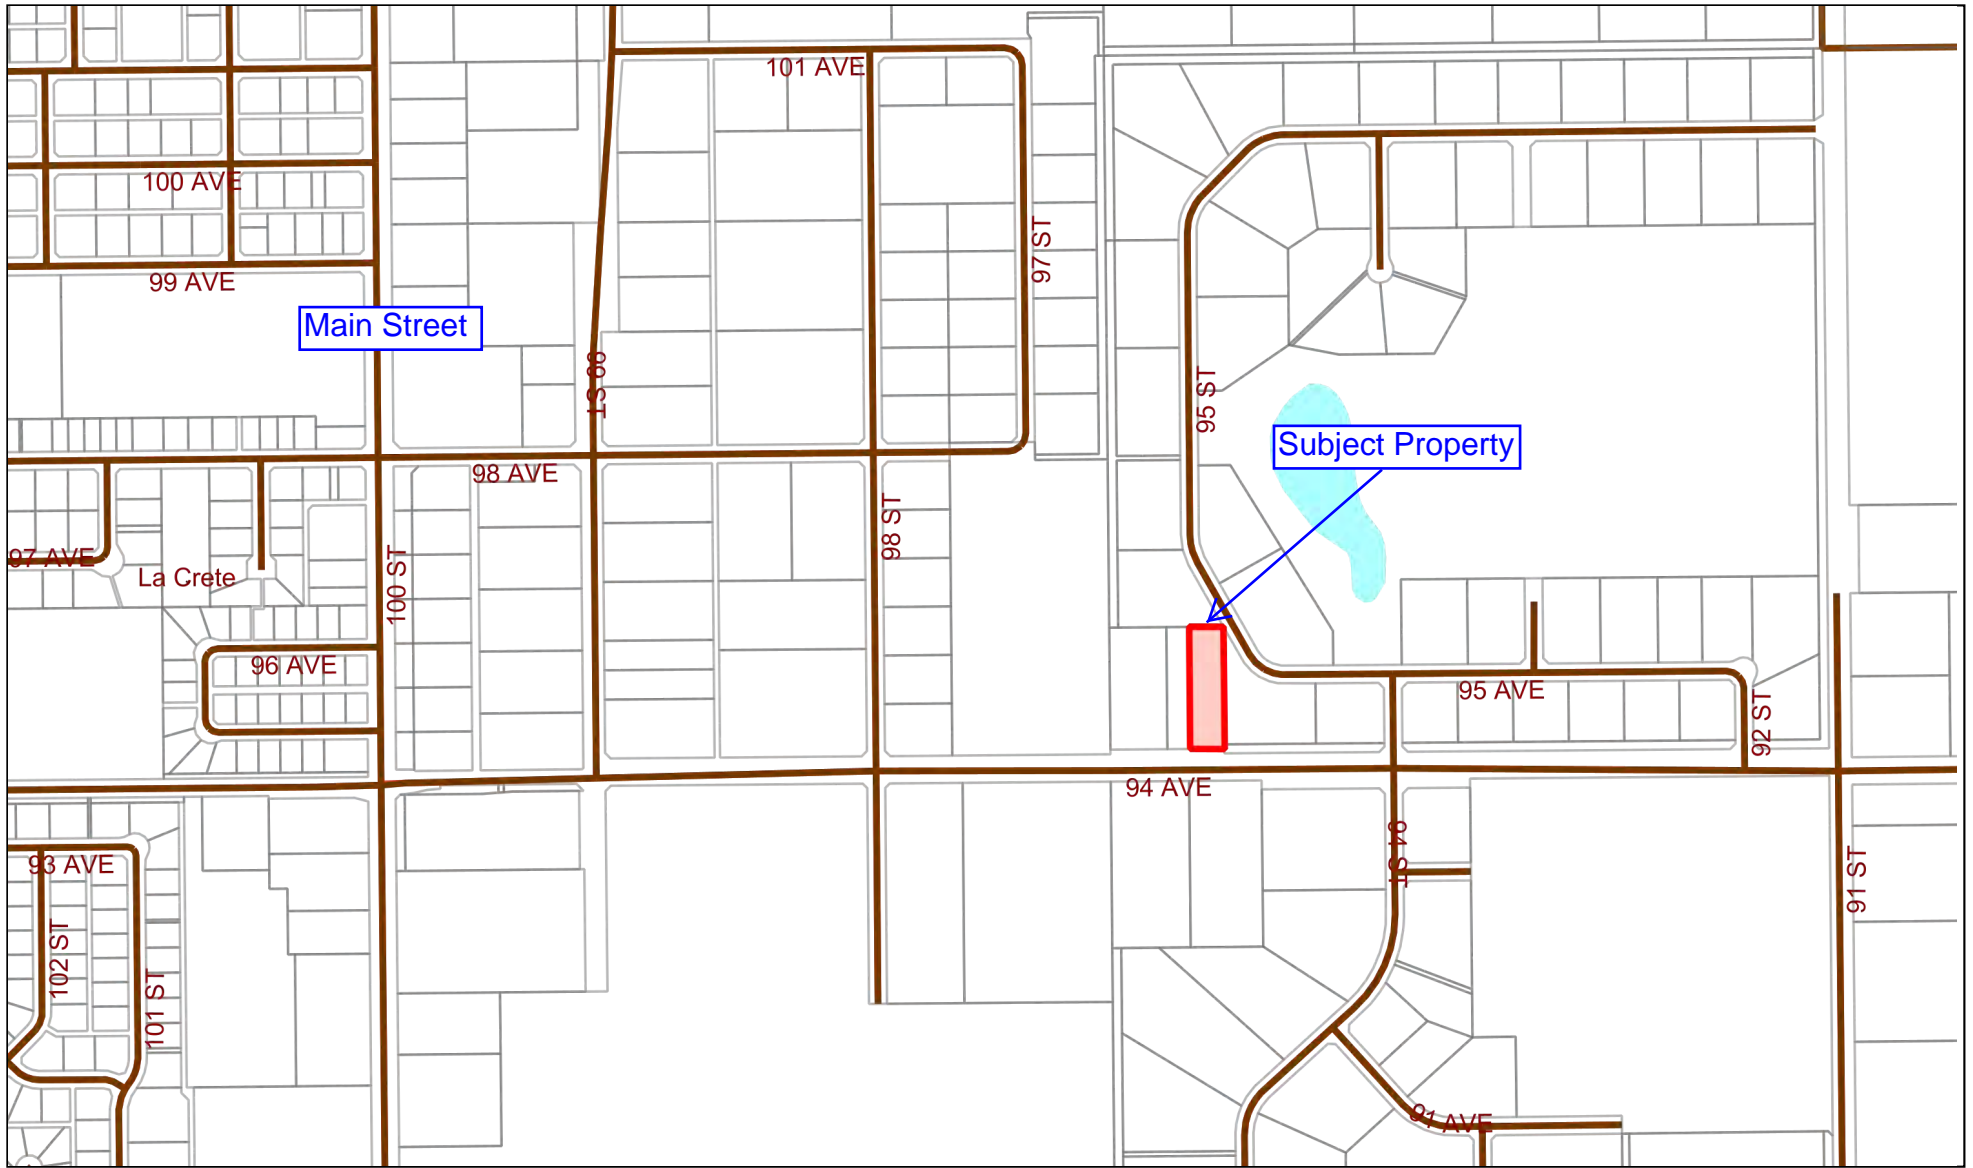 101 AVE
100 AVE
99 AVE
Main Street
97 ST
99 ST
95 ST
Subject Property
98 AVE
98 ST
97 AVE
La Crete
100 ST
96 AVE
95 AVE
92 ST
94 AVE
94 ST
93 AVE
91 ST
102 ST
101 ST
91 AVE